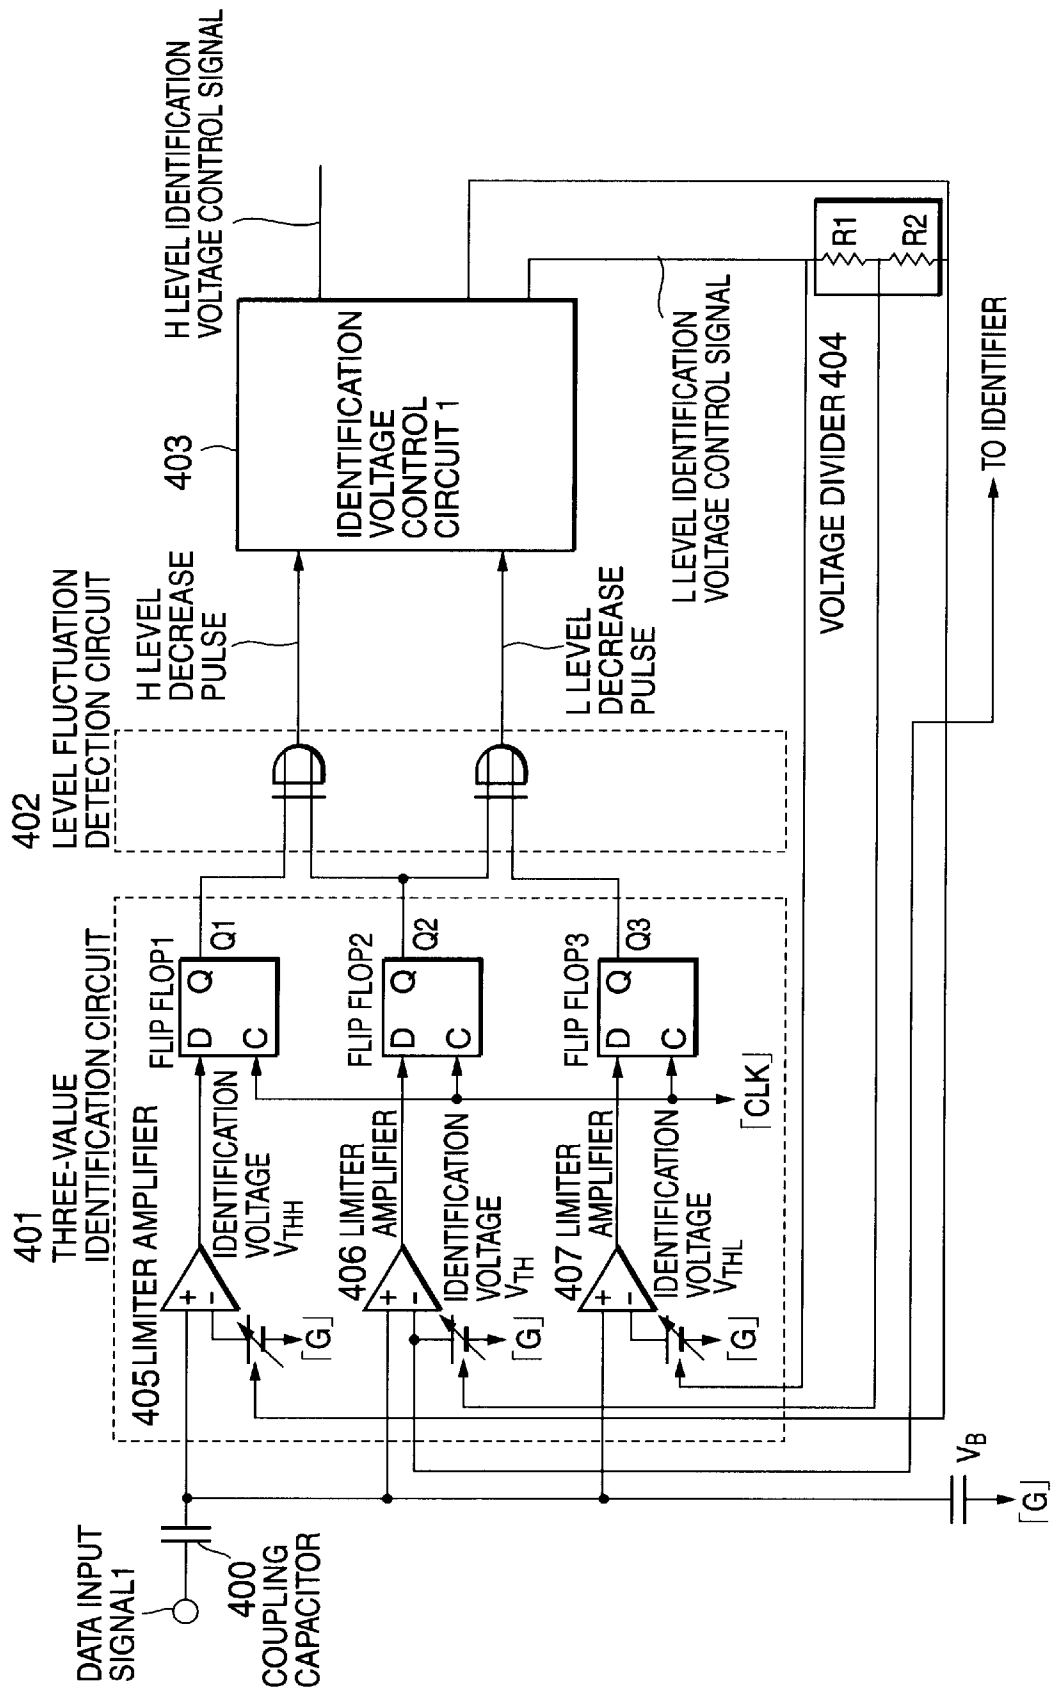 DATA INPUT
SIGNAL1
400
COUPLING
CAPACITOR
401
THREE-VALUE
IDENTIFICATION CIRCUIT
405 LIMITER AMPLIFIER
+
-
IDENTIFICATION
VOLTAGE
VTHH
「G」
FLIP FLOP1
D
Q
C
Q1
406 LIMITER
AMPLIFIER
+
-
IDENTIFICATION
VOLTAGE
VTH
「G」
FLIP FLOP2
D
Q
C
Q2
407 LIMITER
AMPLIFIER
+
-
IDENTIFICATION
VOLTAGE
VTHL
「G」
FLIP FLOP3
D
Q
C
Q3
「CLK」
VB
「G」
402
LEVEL FLUCTUATION
DETECTION CIRCUIT
H LEVEL
DECREASE
PULSE
L LEVEL
DECREASE
PULSE
403
IDENTIFICATION
VOLTAGE
CONTROL
CIRCUIT 1
H LEVEL IDENTIFICATION
VOLTAGE CONTROL SIGNAL
L LEVEL IDENTIFICATION
VOLTAGE CONTROL SIGNAL
VOLTAGE DIVIDER 404
R1
R2
TO IDENTIFIER